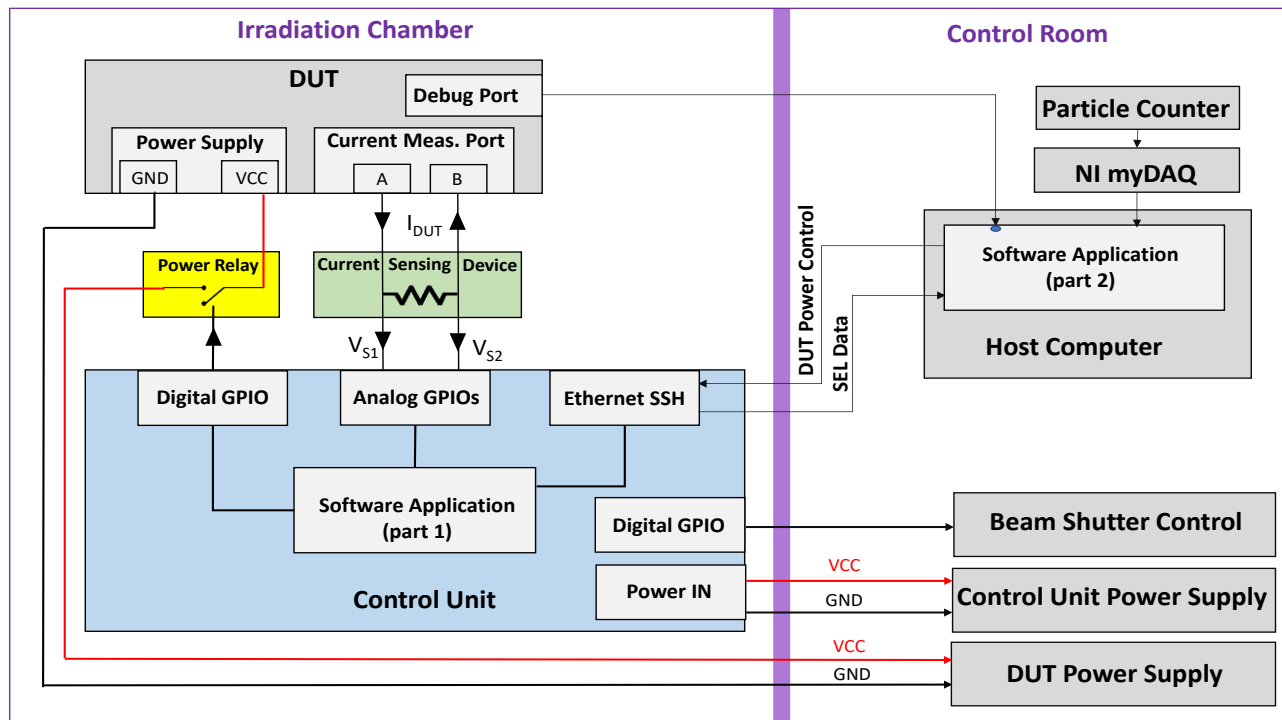 Irradiation Chamber
Control Room
DUT
Debug Port
Power Supply
GND
VCC
Current Meas. Port
A
B
I_DUT
Particle Counter
NI myDAQ
Software Application
(part 2)
Host Computer
Power Relay
Current Sensing Device
V_S1
V_S2
DUT Power Control
SEL Data
Digital GPIO
Analog GPIOs
Ethernet SSH
Software Application
(part 1)
Digital GPIO
Power IN
Control Unit
Beam Shutter Control
VCC
GND
Control Unit Power Supply
VCC
GND
DUT Power Supply